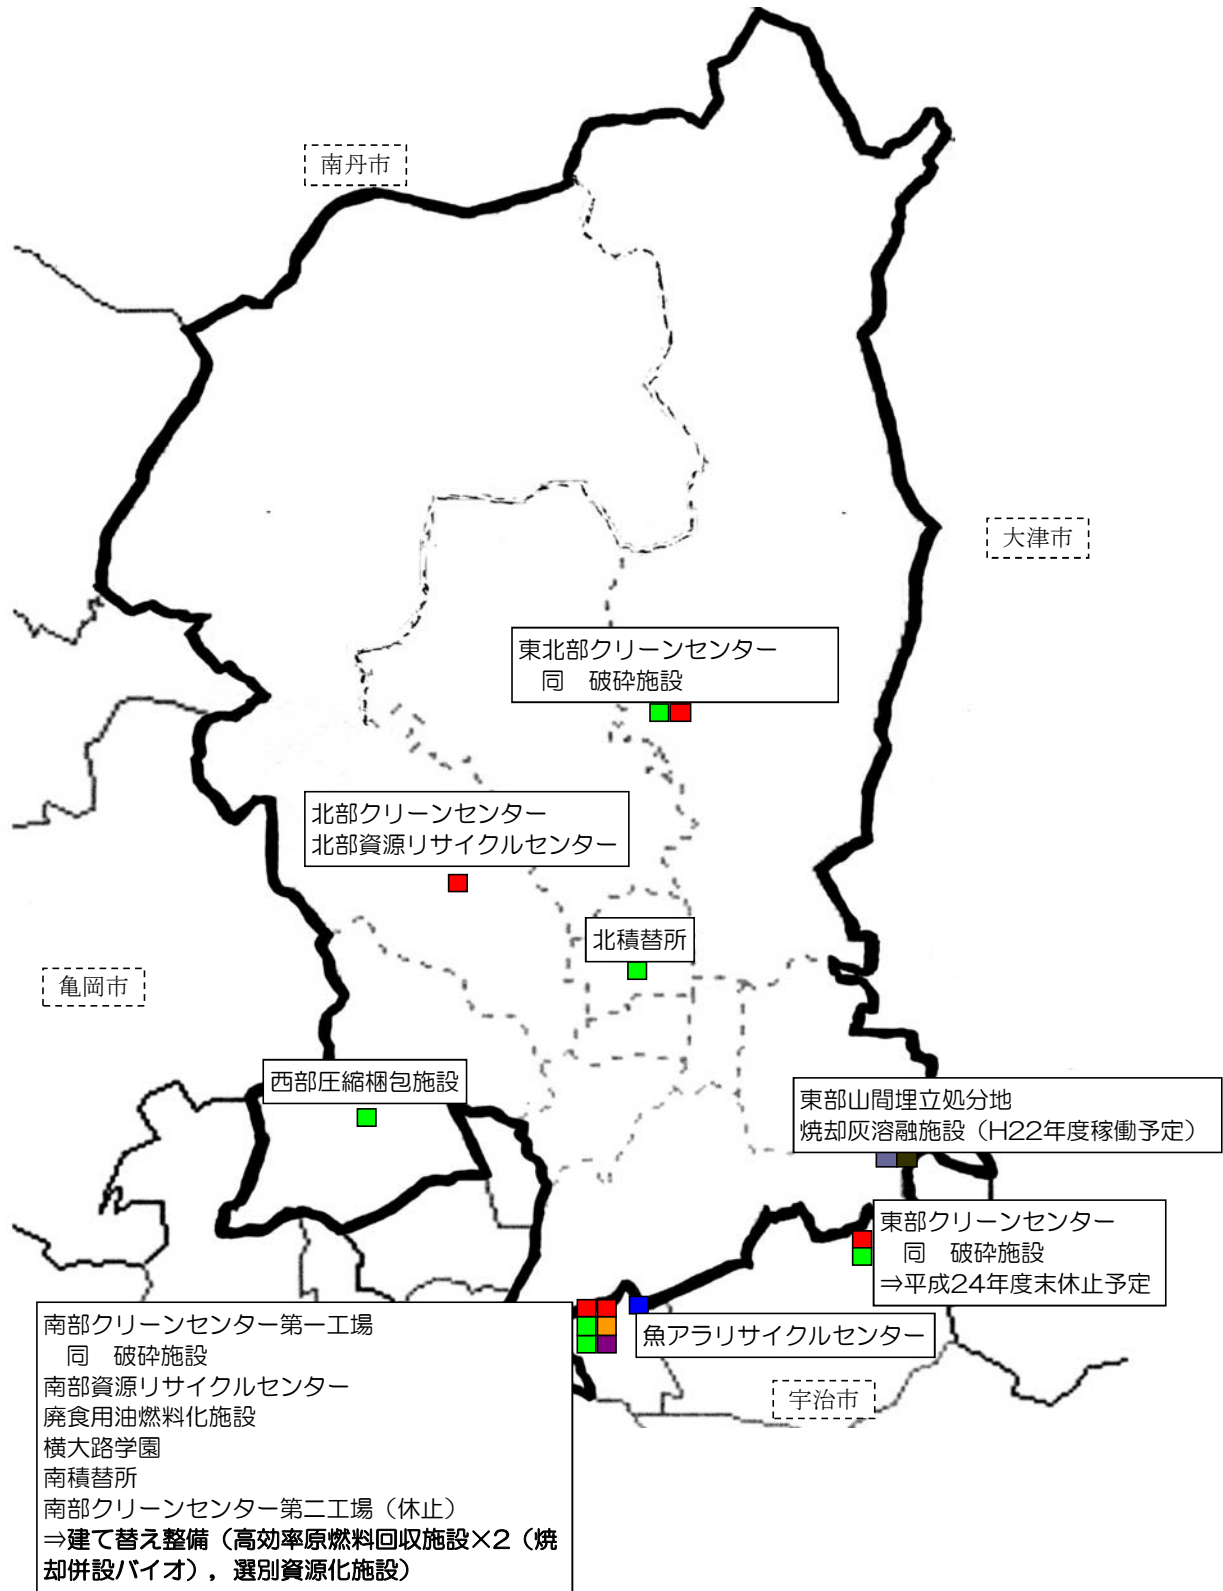 南丹市
大津市
東北部クリーンセンター
同　破砕施設
北部クリーンセンター
北部資源リサイクルセンター
北積替所
亀岡市
西部圧縮梱包施設
東部山間埋立処分地
焼却灰溶融施設（H22年度稼働予定）
東部クリーンセンター
同　破砕施設
⇒平成24年度末休止予定
魚アラリサイクルセンター
宇治市
南部クリーンセンター第一工場
同　破砕施設
南部資源リサイクルセンター
廃食用油燃料化施設
横大路学園
南積替所
南部クリーンセンター第二工場（休止）
⇒建て替え整備（高効率原燃料回収施設×2（焼
却併設バイオ），選別資源化施設）